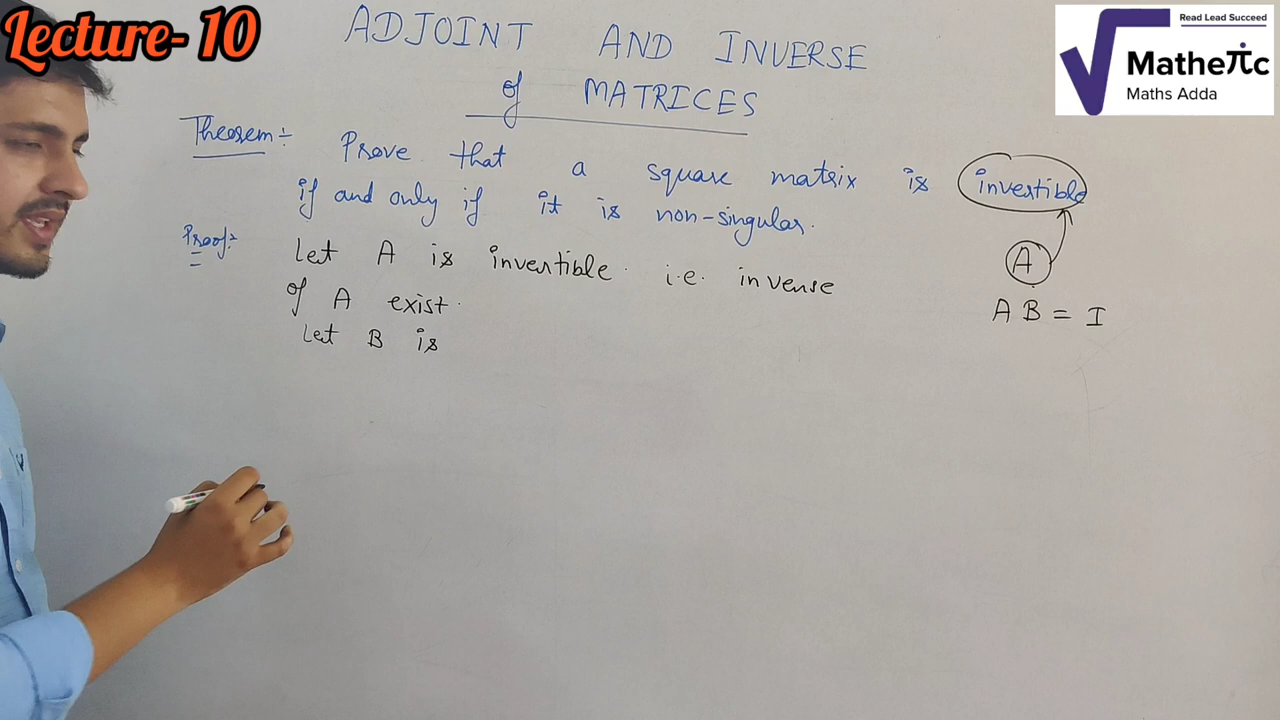 Lecture- 10
ADJOINT AND INVERSE
of MATRICES
Read Lead Succeed
Matheπc
Maths Adda
Theorem:- Prove that a square matrix is invertible
if and only if it is non-singular.
Proof:- Let A is invertible. i.e. inverse
of A exist.
Let B is
A
A B = I